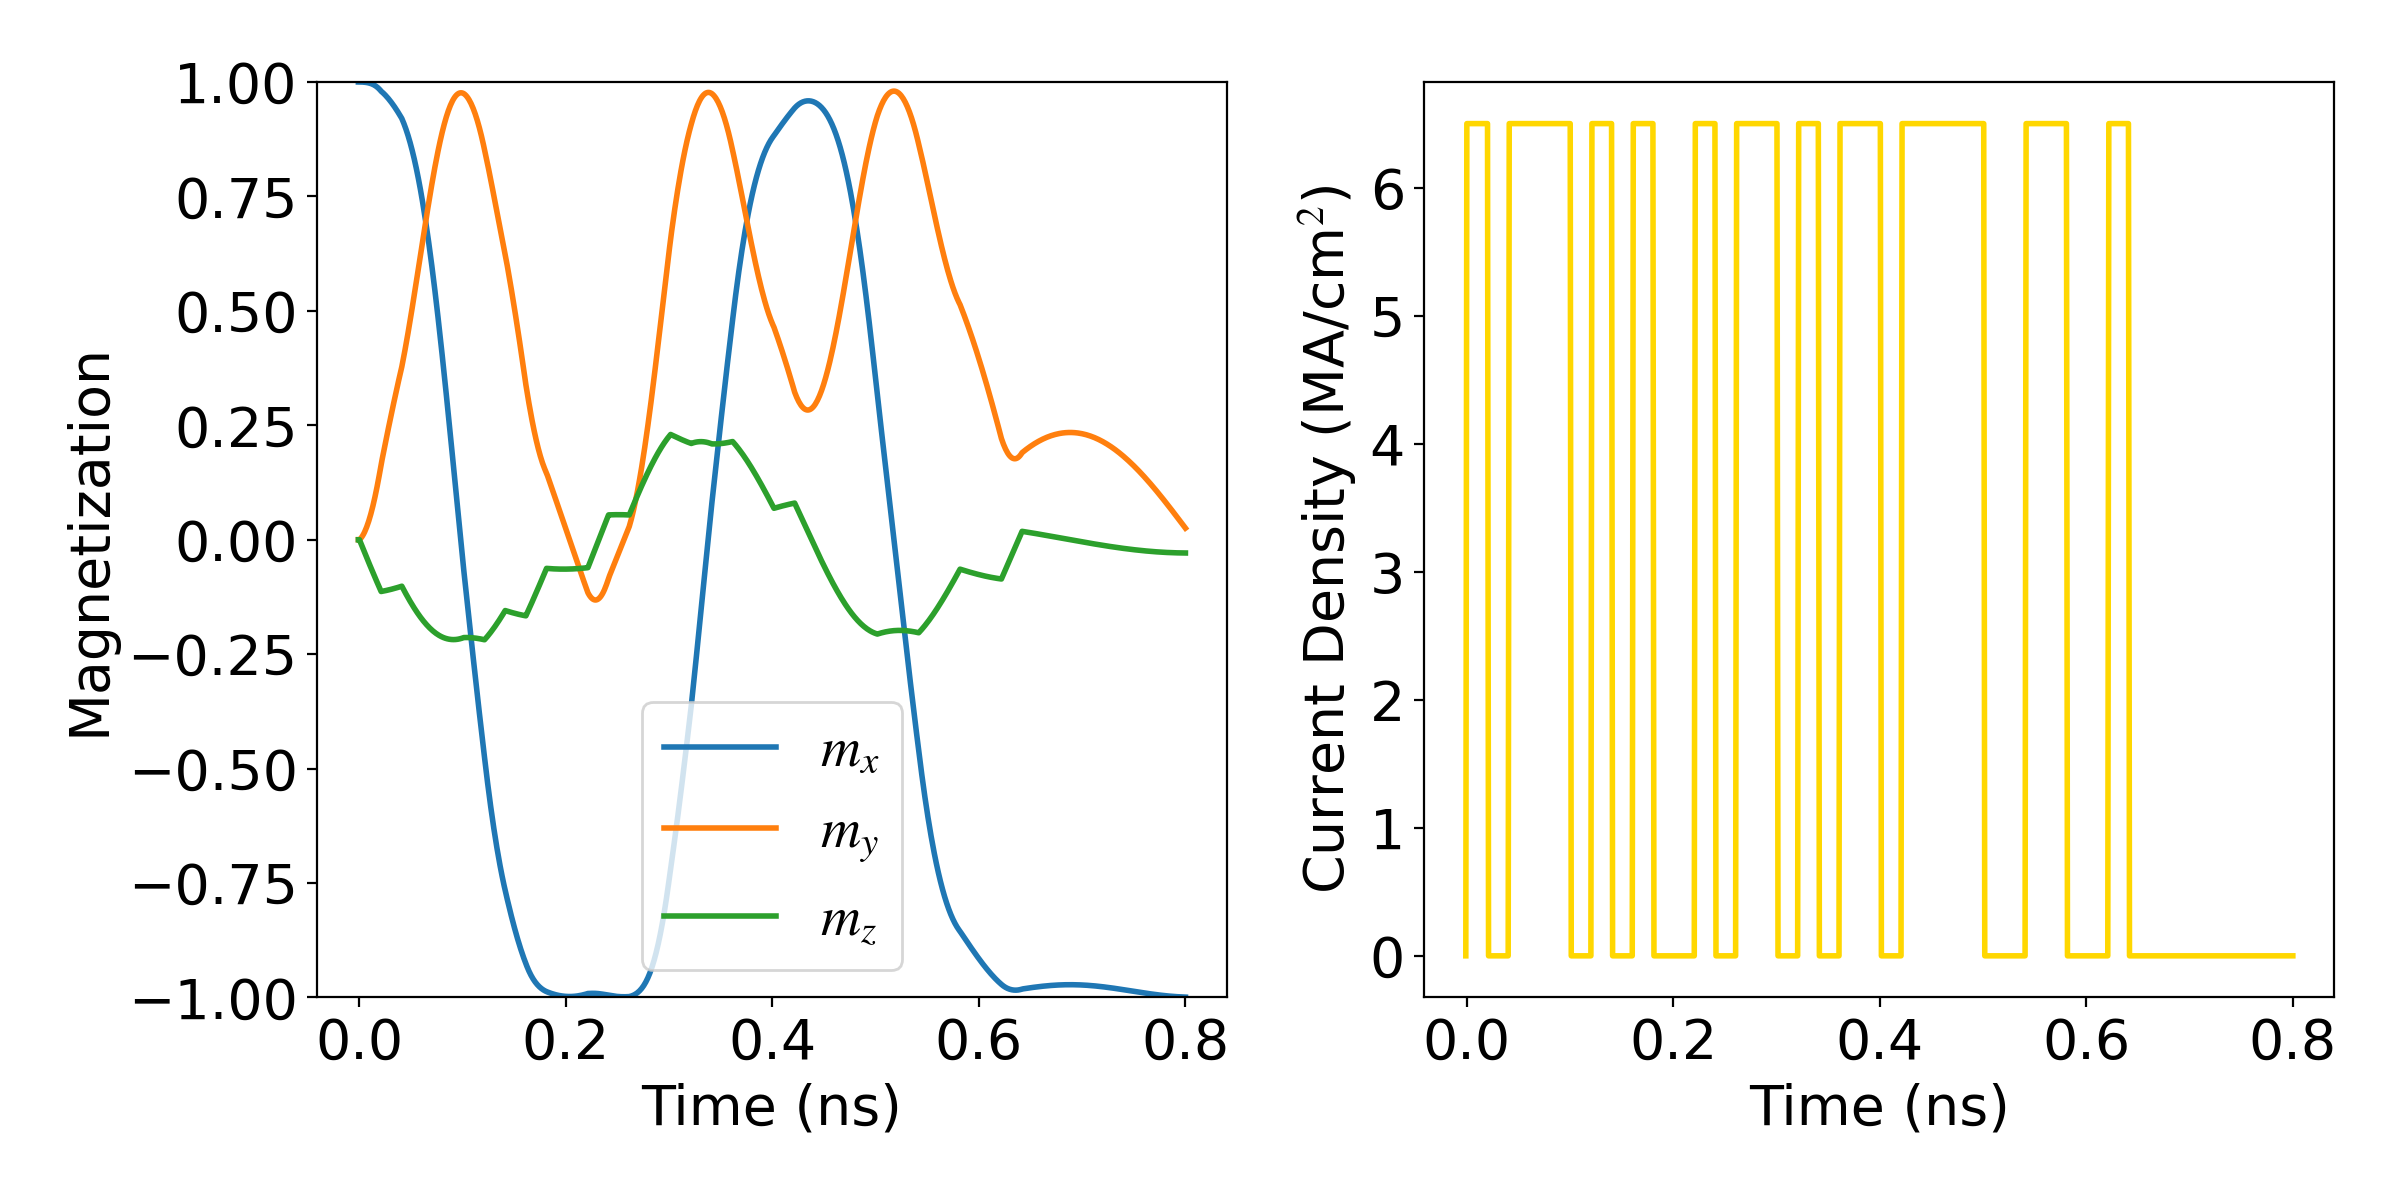 Magnetization
1.00
0.75
0.50
0.25
0.00
−0.25
−0.50
−0.75
−1.00
0.0 0.2 0.4 0.6 0.8
Time (ns)
m_x
m_y
m_z
Current Density (MA/cm²)
6
5
4
3
2
1
0
0.0 0.2 0.4 0.6 0.8
Time (ns)